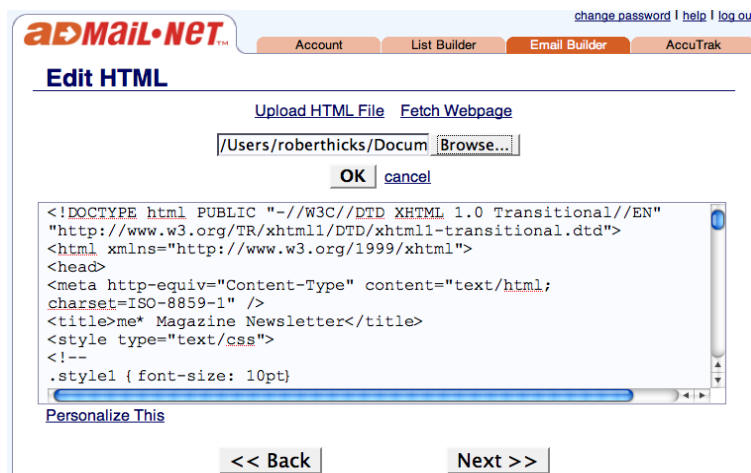 change password | help | log ou
aDMaiL•NeT™
Account List Builder Email Builder AccuTrak
Edit HTML
Upload HTML File Fetch Webpage
/Users/roberthicks/Docum Browse...
OK cancel
<!DOCTYPE html PUBLIC "-//W3C//DTD XHTML 1.0 Transitional//EN"
"http://www.w3.org/TR/xhtml1/DTD/xhtml1-transitional.dtd">
<html xmlns="http://www.w3.org/1999/xhtml">
<head>
<meta http-equiv="Content-Type" content="text/html;
charset=ISO-8859-1" />
<title>me* Magazine Newsletter</title>
<style type="text/css">
<!--
.style1 {font-size: 10pt}
Personalize This
<< Back Next >>